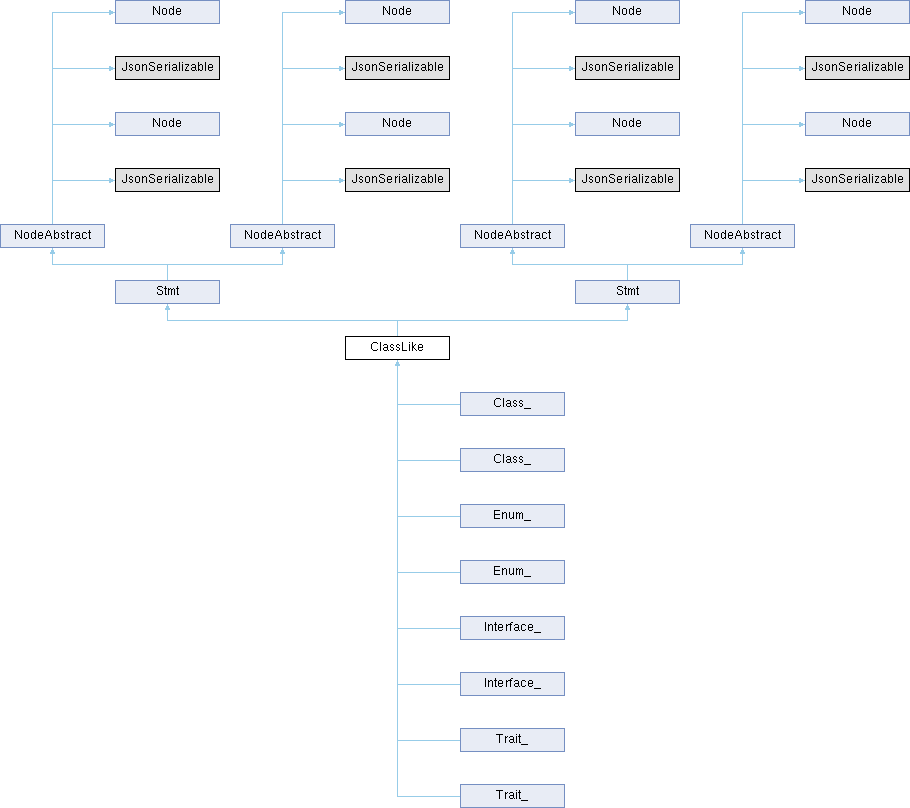 Node Node Node Node
JsonSerializable JsonSerializable JsonSerializable JsonSerializable
Node Node Node Node
JsonSerializable JsonSerializable JsonSerializable JsonSerializable
NodeAbstract NodeAbstract NodeAbstract NodeAbstract
Stmt Stmt
ClassLike
Class_
Class_
Enum_
Enum_
Interface_
Interface_
Trait_
Trait_